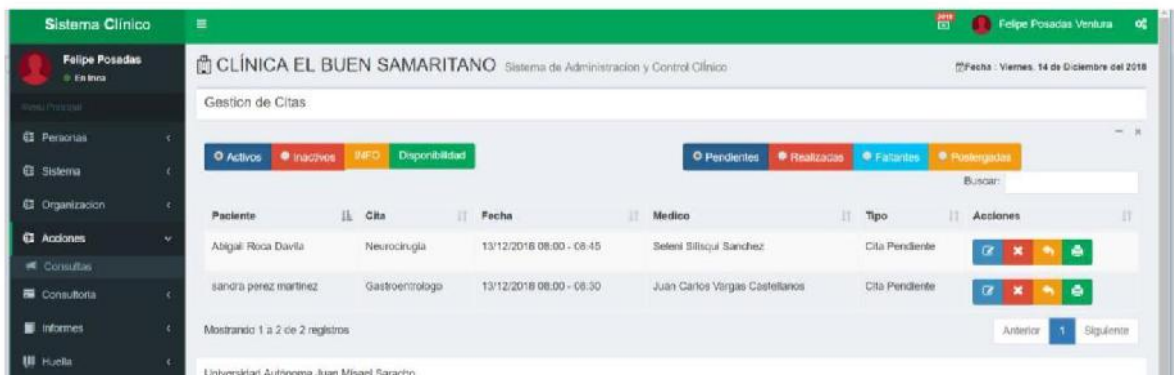 Sistema Clínico
2018
Felipe Posadas Ventura
Felipe Posadas
En linea
CLÍNICA EL BUEN SAMARITANO Sistema de Administracion y Control Clínico
Fecha : Viernes, 14 de Diciembre del 2018
Menu Principal
Gestion de Citas
Personas
Activos Inactivos INFO Disponibilidad
Pendientes Realizadas Faltantes Postergadas
Sistema
Buscar:
Organizacion
Paciente Cita Fecha Medico Tipo Acciones
Acciones
Abigail Roca Davila Neurocirugia 13/12/2018 08:00 - 08:45 Seleni Sillsqui Sanchez Cita Pendiente
Consultas
sandra perez martinez Gastroentrologo 13/12/2018 08:00 - 08:30 Juan Carlos Vargas Castellanos Cita Pendiente
Consultoria
Informes
Mostrando 1 a 2 de 2 registros
Anterior 1 Siguiente
Huella
Universidad Autónoma Juan Misael Saracho